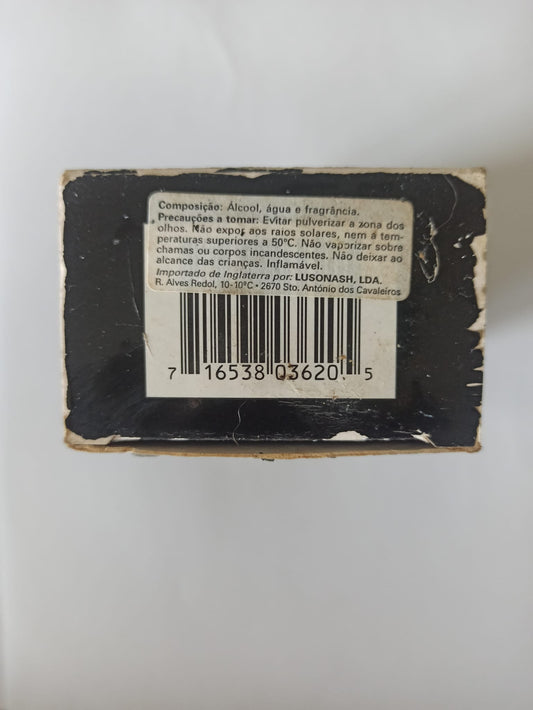 Composição: Álcool, água e fragrância.
Precauções a tomar: Evitar pulverizar a zona dos
olhos. Não expor aos raios solares, nem á tem-
peraturas superiores a 50°C. Não vaporizar sobre
chamas ou corpos incandescentes. Não deixar ao
alcance das crianças. Inflamável.
Importado de Inglaterra por: LUSONASH, LDA.
R. Alves Redol, 10-10°C • 2670 Sto. António dos Cavaleiros
7 16538 03620 5